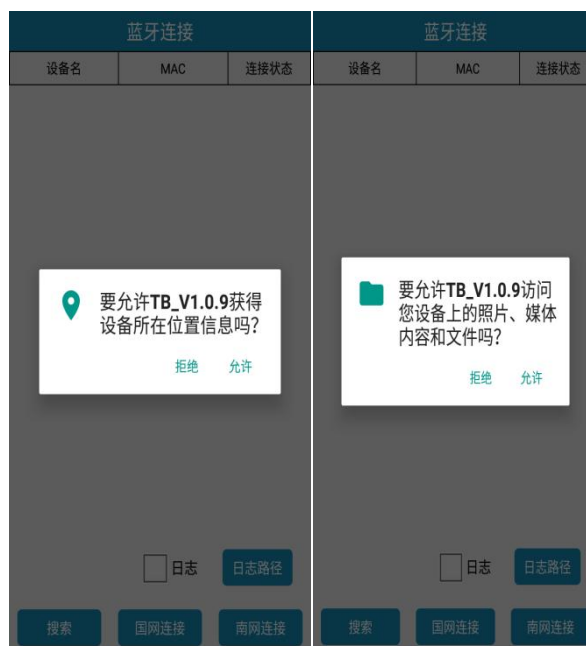 蓝牙连接
设备名 MAC 连接状态
要允许TB_V1.0.9获得
设备所在位置信息吗?
拒绝 允许
日志 日志路径
搜索 国网连接 南网连接
蓝牙连接
设备名 MAC 连接状态
要允许TB_V1.0.9访问
您设备上的照片、媒体
内容和文件吗?
拒绝 允许
日志 日志路径
搜索 国网连接 南网连接